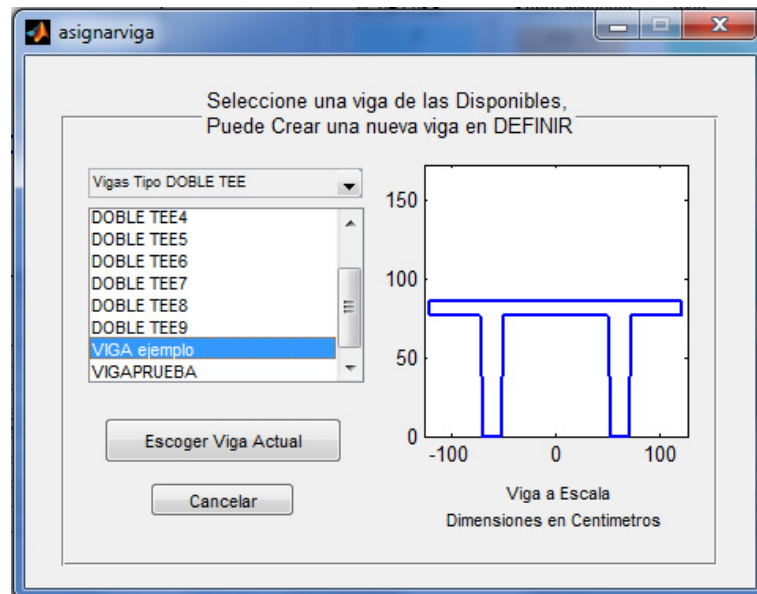 asignarviga
Seleccione una viga de las Disponibles,
Puede Crear una nueva viga en DEFINIR
Vigas Tipo DOBLE TEE
DOBLE TEE4
DOBLE TEE5
DOBLE TEE6
DOBLE TEE7
DOBLE TEE8
DOBLE TEE9
VIGA ejemplo
VIGAPRUEBA
Escoger Viga Actual
Cancelar
150
100
50
0
-100 0 100
Viga a Escala
Dimensiones en Centimetros